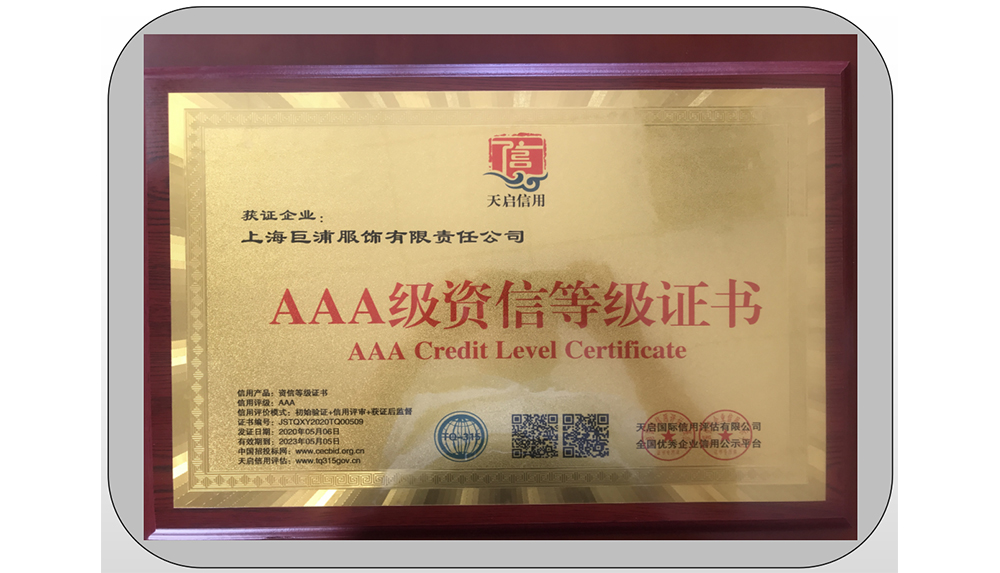 信
天启信用
获证企业：
上海巨浦服饰有限责任公司
AAA级资信等级证书
AAA Credit Level Certificate
信用产品：资信等级证书
信用评级：AAA
信用评价模式：初始验证+信用评审+获证后监督
证书编号：JSTQXY2020TQ00509
发证日期：2020年05月06日
有效期到：2023年05月05日
中国招投标网：www.cecbid.org.cn
天启信用评估：www.tq315gov.cn
TQ-315
天启国际信用评估有限公司
全国优秀企业信用公示平台